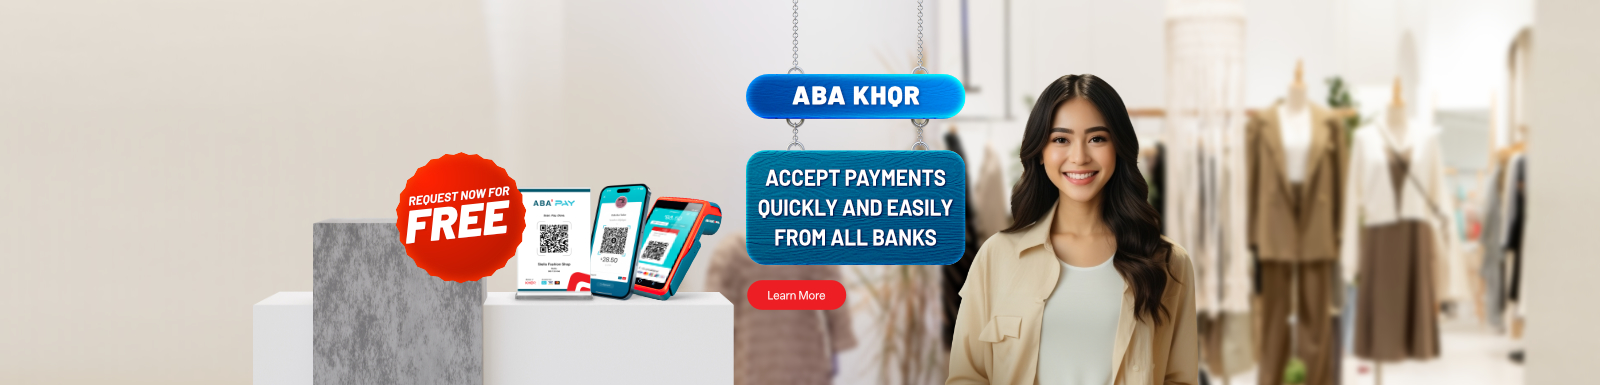 ABA KHQR
ACCEPT PAYMENTS
QUICKLY AND EASILY
FROM ALL BANKS
Learn More
REQUEST NOW FOR
FREE
ABA' PAY